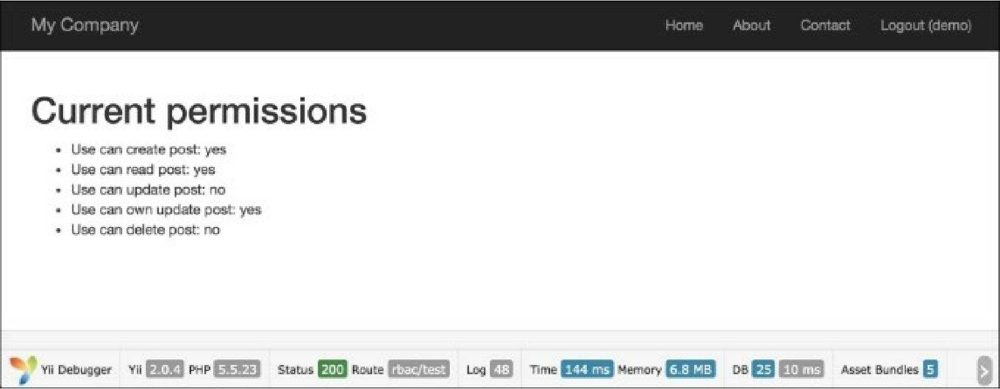 My Company Home About Contact Logout (demo)
Current permissions
• Use can create post: yes
• Use can read post: yes
• Use can update post: no
• Use can own update post: yes
• Use can delete post: no
Yii Debugger Yii 2.0.4 PHP 5.5.23 Status 200 Route rbac/test Log 48 Time 144 ms Memory 6.8 MB DB 25 10 ms Asset Bundles 5